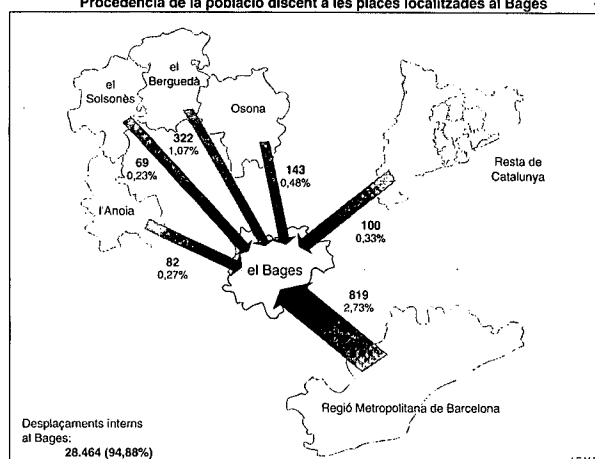 Procedència de la població discent a les places localitzades al Bages
el
Berguedà
el
Solsonès
Osona
322
1,07%
69
0,23%
143
0,48%
Resta de
Catalunya
l'Anoia
100
0,33%
82
0,27%
el Bages
819
2,73%
Regió Metropolitana de Barcelona
Desplaçaments interns
al Bages:
28.464 (94,88%)